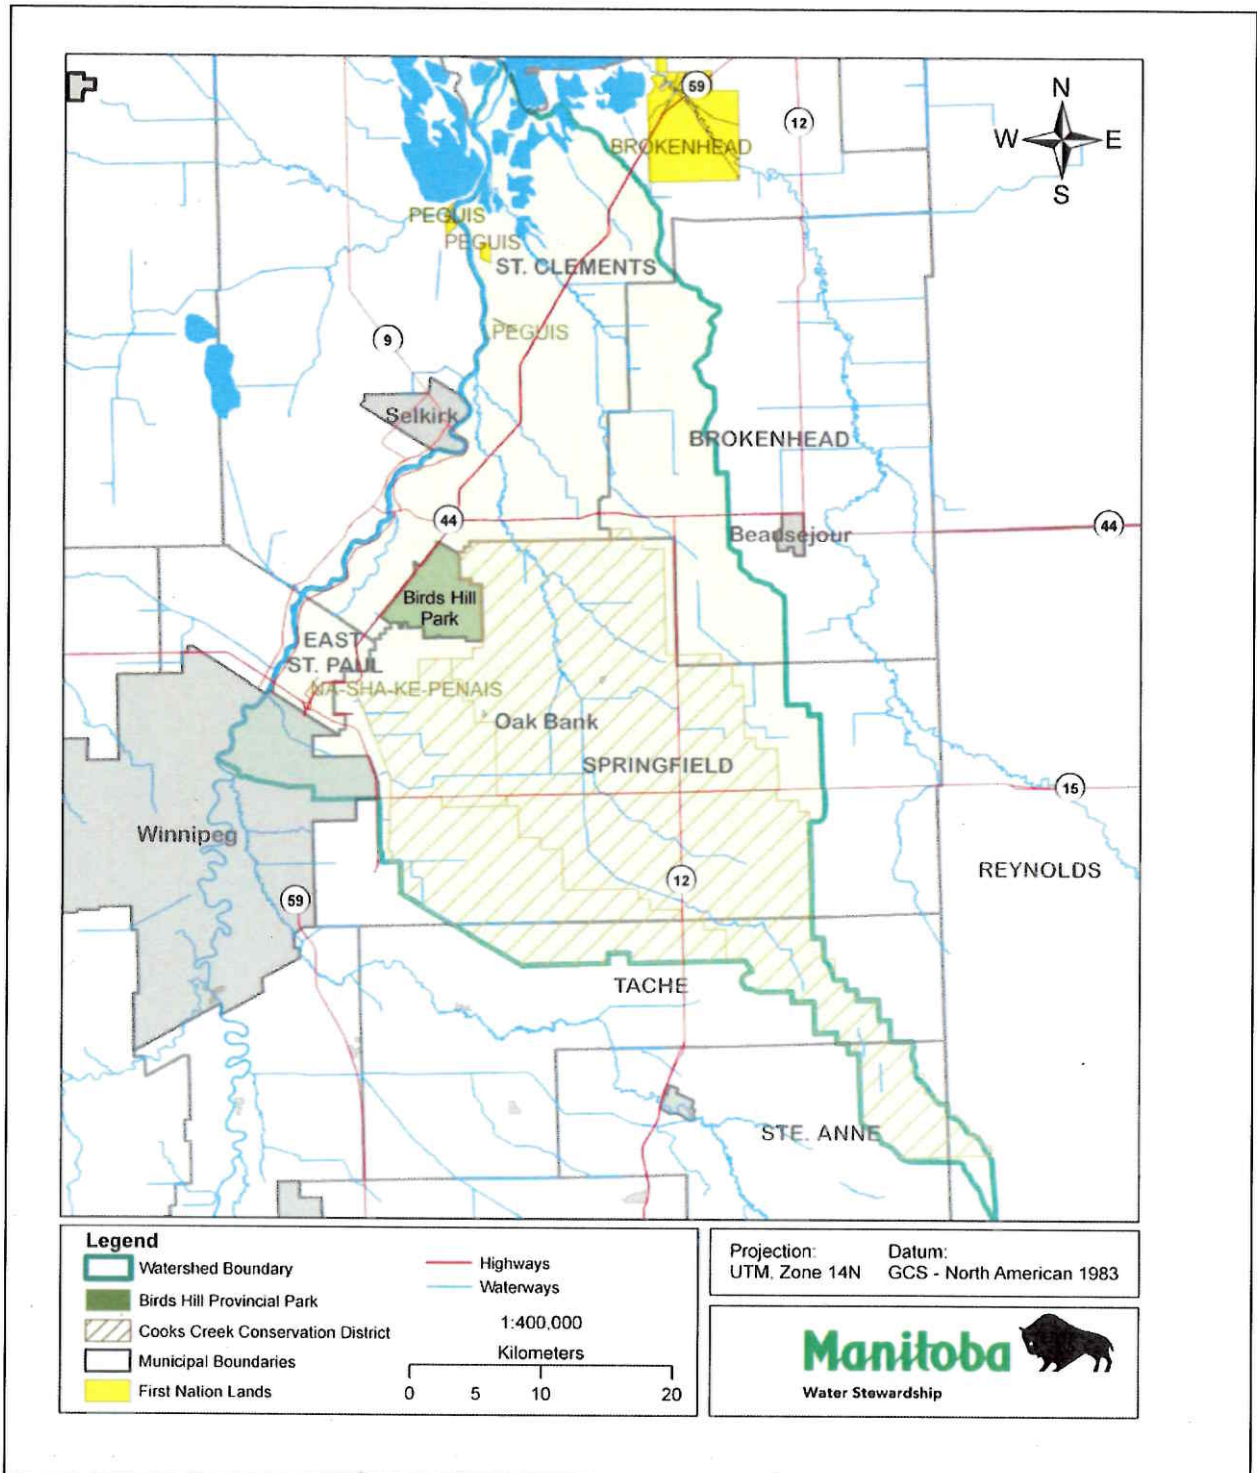 59
12
N
W E
S
BROKENHEAD
PEGUIS
PEGUIS
ST. CLEMENTS
PEGUIS
9
Selkirk
BROKENHEAD
44
Beadsejour
44
Birds Hill
Park
EAST
ST. PAUL
NA-SHA-KE-PENAIS
Oak Bank
SPRINGFIELD
15
Winnipeg
REYNOLDS
12
59
TACHE
STE. ANNE
Legend
Watershed Boundary
Birds Hill Provincial Park
Cooks Creek Conservation District
Municipal Boundaries
First Nation Lands
Highways
Waterways
1:400,000
Kilometers
0 5 10 20
Projection: Datum:
UTM, Zone 14N GCS - North American 1983
Manitoba
Water Stewardship